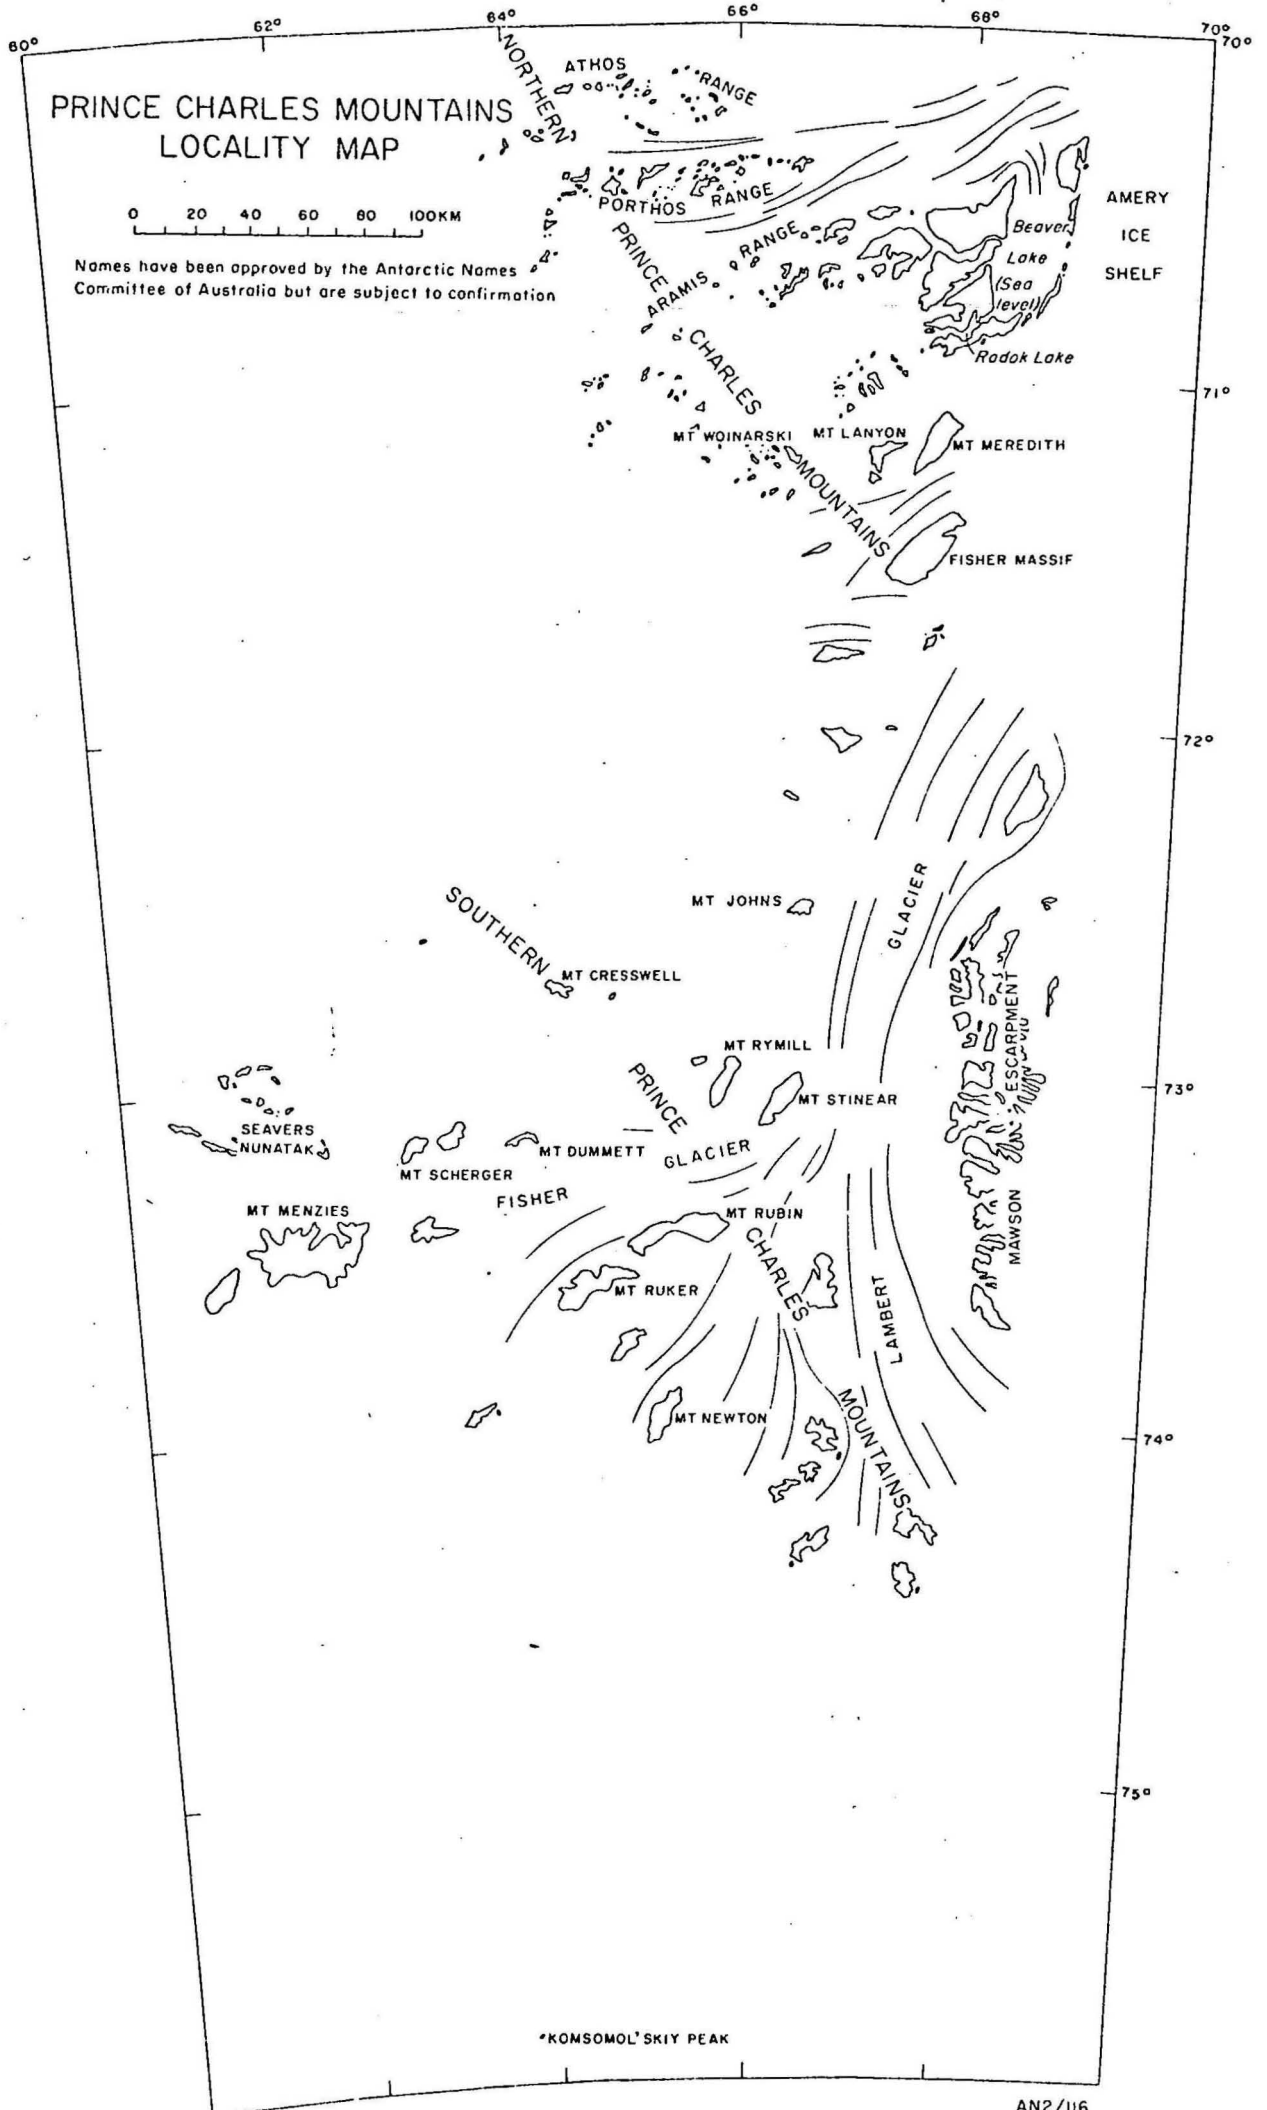 60°
62°
64°
66°
68°
70°
70°
PRINCE CHARLES MOUNTAINS
LOCALITY MAP
0 20 40 60 80 100KM
Names have been approved by the Antarctic Names
Committee of Australia but are subject to confirmation
NORTHERN
ATHOS RANGE
PORTHOS RANGE
PRINCE
ARAMIS RANGE
CHARLES
MOUNTAINS
AMERY
ICE
SHELF
Beaver
Lake
(Sea
level)
Radok Lake
71°
MT WOINARSKI
MT LANYON
MT MEREDITH
FISHER MASSIF
72°
GLACIER
MT JOHNS
SOUTHERN
MT CRESSWELL
MT RYMILL
PRINCE
MT STINEAR
73°
ESCARPMENT
MAWSON
SEAVERS
NUNATAK
MT SCHERGER
MT DUMMETT
GLACIER
FISHER
MT MENZIES
MT RUBIN
CHARLES
MT RUKER
LAMBERT
MT NEWTON
MOUNTAINS
74°
75°
KOMSOMOL'SKIY PEAK
AN2/116